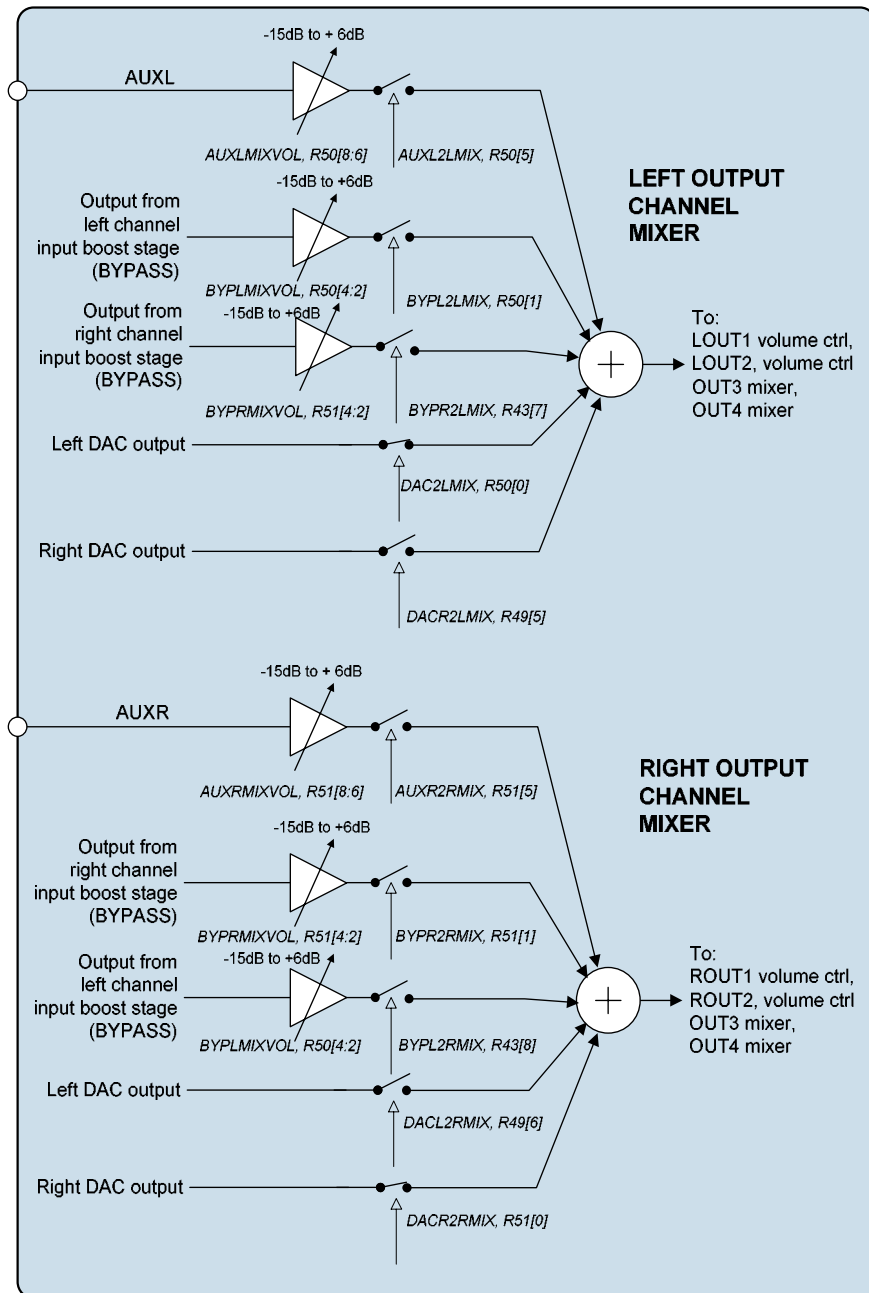 -15dB to + 6dB
AUXL
AUXLMIXVOL, R50[8:6]
AUXL2LMIX, R50[5]
LEFT OUTPUT
CHANNEL
MIXER
-15dB to +6dB
Output from
left channel
input boost stage
(BYPASS)
BYPLMIXVOL, R50[4:2]
BYPL2LMIX, R50[1]
-15dB to +6dB
Output from
right channel
input boost stage
(BYPASS)
BYPRMIXVOL, R51[4:2]
BYPR2LMIX, R43[7]
To:
LOUT1 volume ctrl,
LOUT2, volume ctrl
OUT3 mixer,
OUT4 mixer
Left DAC output
DAC2LMIX, R50[0]
Right DAC output
DACR2LMIX, R49[5]
-15dB to + 6dB
AUXR
AUXRMIXVOL, R51[8:6]
AUXR2RMIX, R51[5]
RIGHT OUTPUT
CHANNEL
MIXER
-15dB to +6dB
Output from
right channel
input boost stage
(BYPASS)
BYPRMIXVOL, R51[4:2]
BYPR2RMIX, R51[1]
-15dB to +6dB
Output from
left channel
input boost stage
(BYPASS)
BYPLMIXVOL, R50[4:2]
BYPL2RMIX, R43[8]
To:
ROUT1 volume ctrl,
ROUT2, volume ctrl
OUT3 mixer,
OUT4 mixer
Left DAC output
DACL2RMIX, R49[6]
Right DAC output
DACR2RMIX, R51[0]